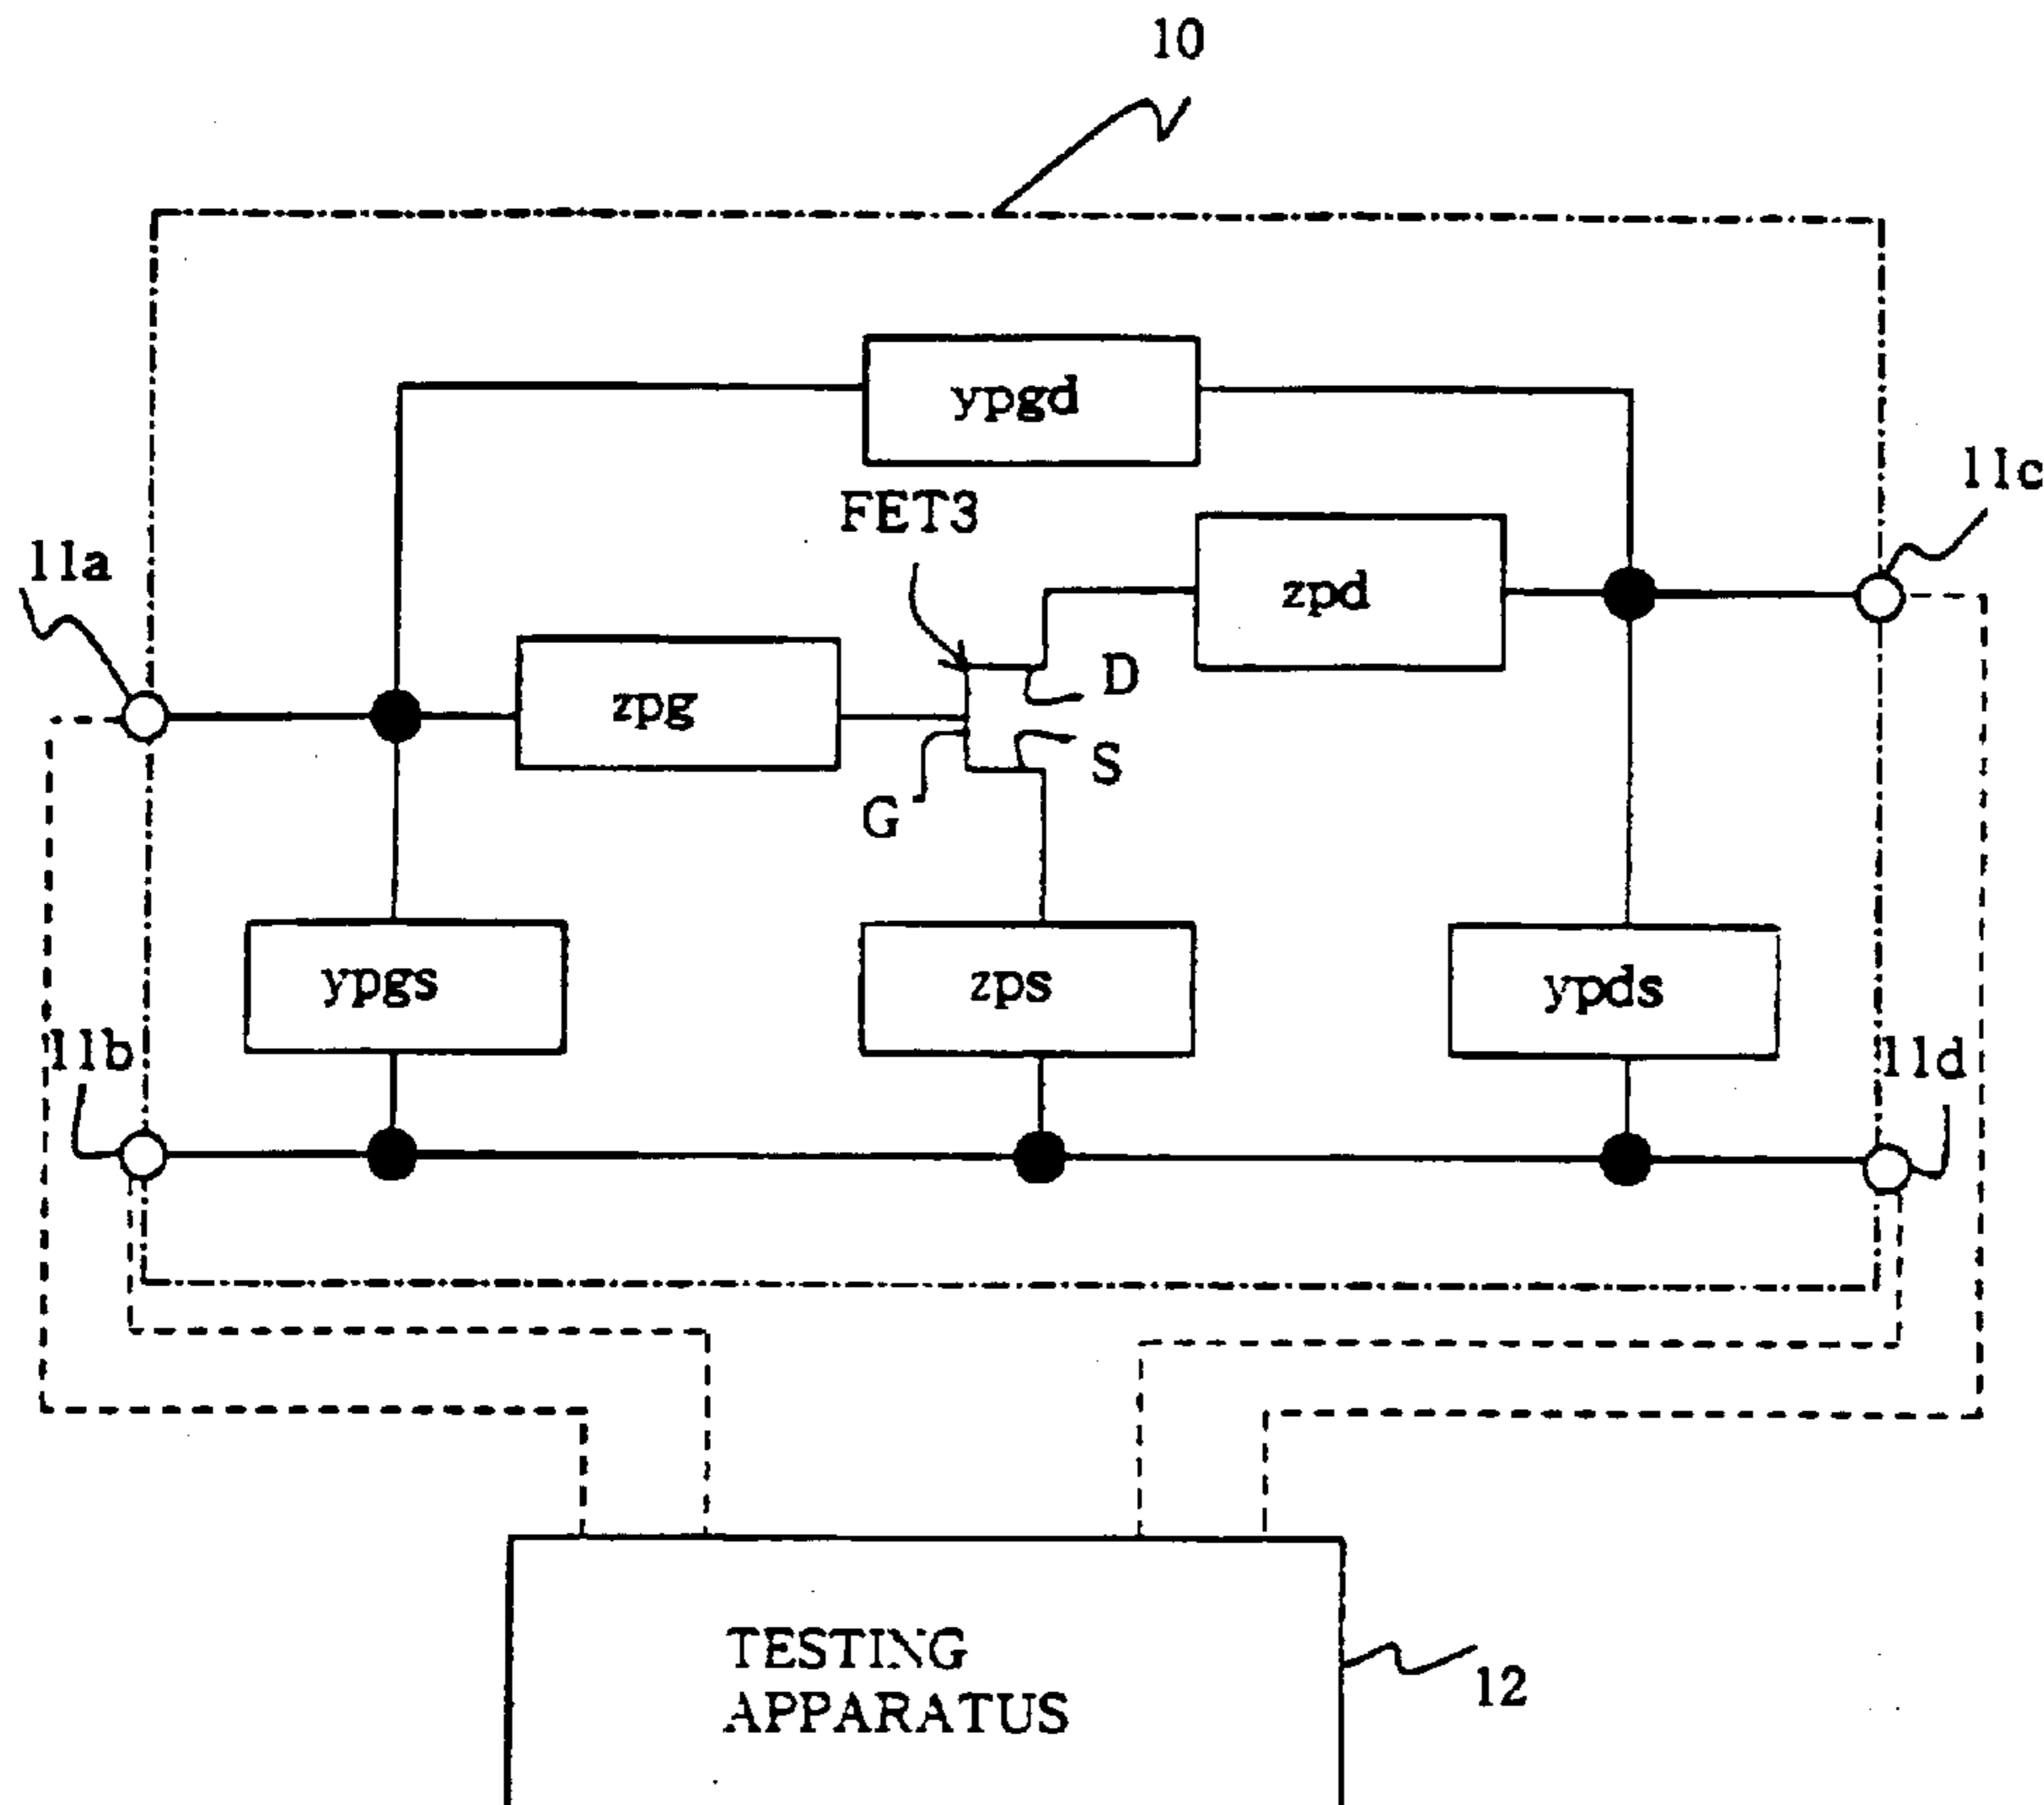 10
ypgd
11c
FET3
11a
zpd
zpg
D
S
G
ypgs
zps
ypds
11b
11d
TESTING
APPARATUS
12